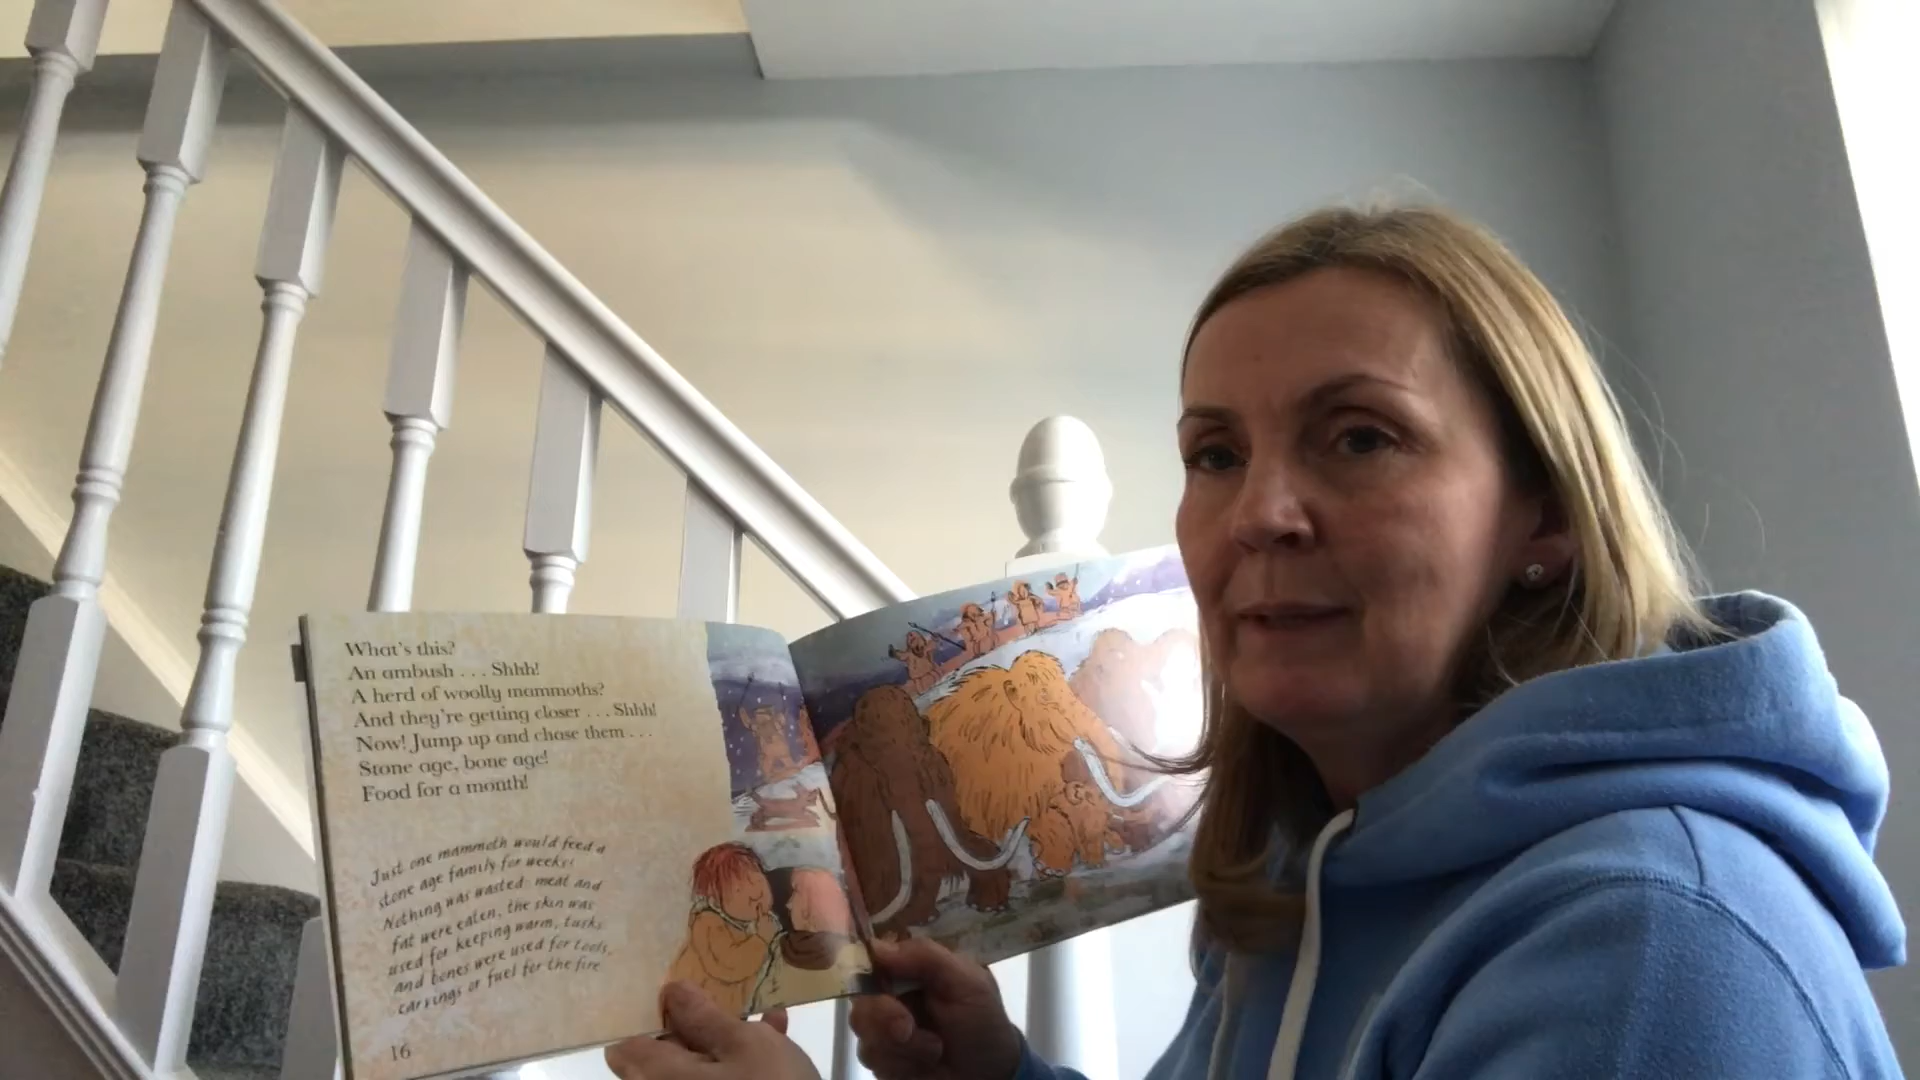 What's this?
An ambush . . . Shhh!
A herd of woolly mammoths?
And they're getting closer . . . Shhh!
Now! Jump up and chase them . . .
Stone age, bone age!
Food for a month!
Just one mammoth would feed a
stone age family for weeks!
Nothing was wasted: meat and
fat were eaten, the skin was
used for keeping warm, tusks
and bones were used for tools,
carvings or fuel for the fire
16